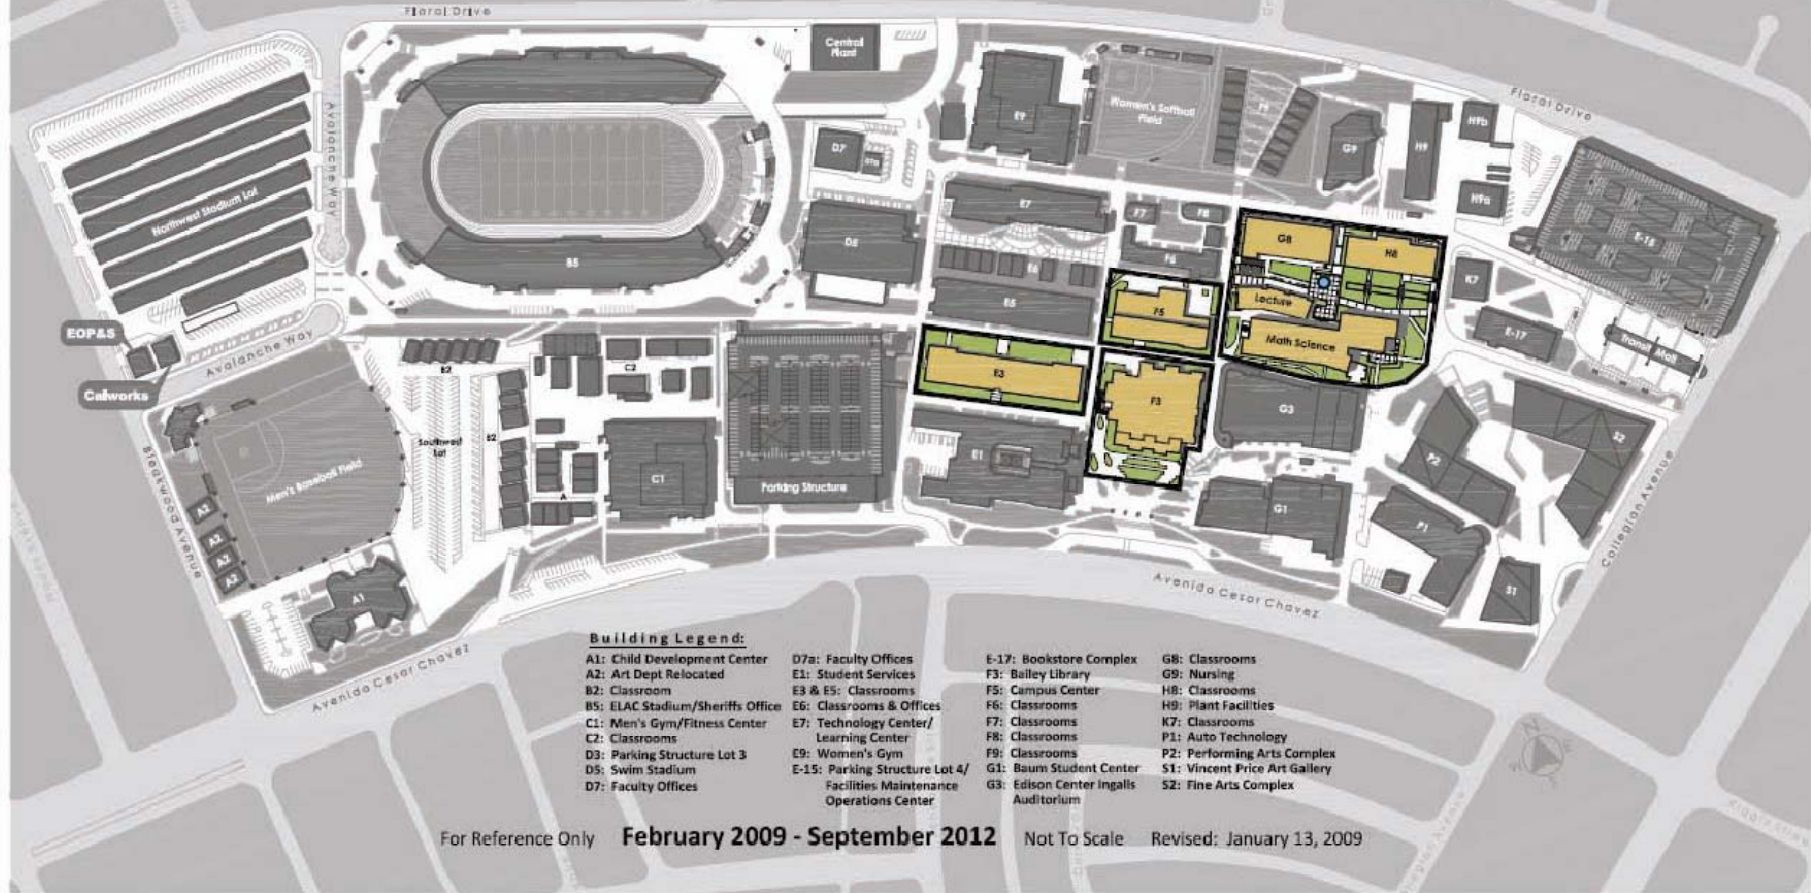 Floral Drive
Central
Plant
Floral Drive
Avalanche Way
Northwest Stadium Lot
Women's Softball
Field
E9
F9
G9
H9
H9b
H9a
D7
D7a
E7
F7
F8
G8
H8
D5
B5
E6
F6
K7
E-15
E5
F5
Lecture
E-17
Transit Mall
Math Science
EOP&S
Avalanche Way
B2
C2
E3
F3
G3
Calworks
Southwest
Lot
B2
S2
P2
Bleakwood Avenue
Men's Baseball Field
C1
E1
Parking Structure
A
G1
P1
Collegian Avenue
A2
A2
A2
A2
A1
S1
Avenida Cesar Chavez
Avenida Cesar Chavez
Building Legend:
A1: Child Development Center
A2: Art Dept Relocated
B2: Classroom
B5: ELAC Stadium/Sheriffs Office
C1: Men's Gym/Fitness Center
C2: Classrooms
D3: Parking Structure Lot 3
D5: Swim Stadium
D7: Faculty Offices
D7a: Faculty Offices
E1: Student Services
E3 & E5: Classrooms
E6: Classrooms & Offices
E7: Technology Center/
Learning Center
E9: Women's Gym
E-15: Parking Structure Lot 4/
Facilities Maintenance
Operations Center
E-17: Bookstore Complex
F3: Bailey Library
F5: Campus Center
F6: Classrooms
F7: Classrooms
F8: Classrooms
F9: Classrooms
G1: Baum Student Center
G3: Edison Center Ingalls
Auditorium
G8: Classrooms
G9: Nursing
H8: Classrooms
H9: Plant Facilities
K7: Classrooms
P1: Auto Technology
P2: Performing Arts Complex
S1: Vincent Price Art Gallery
S2: Fine Arts Complex
For Reference Only February 2009 - September 2012 Not To Scale Revised: January 13, 2009